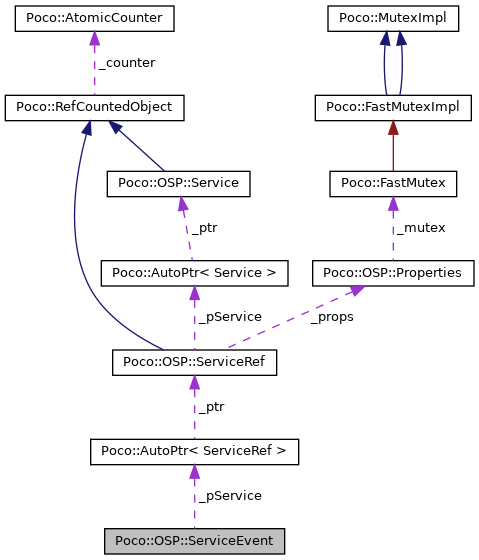 Poco::AtomicCounter
Poco::MutexImpl
_counter
Poco::RefCountedObject
Poco::FastMutexImpl
Poco::OSP::Service
Poco::FastMutex
_ptr
_mutex
Poco::AutoPtr< Service >
Poco::OSP::Properties
_pService
_props
Poco::OSP::ServiceRef
_ptr
Poco::AutoPtr< ServiceRef >
_pService
Poco::OSP::ServiceEvent